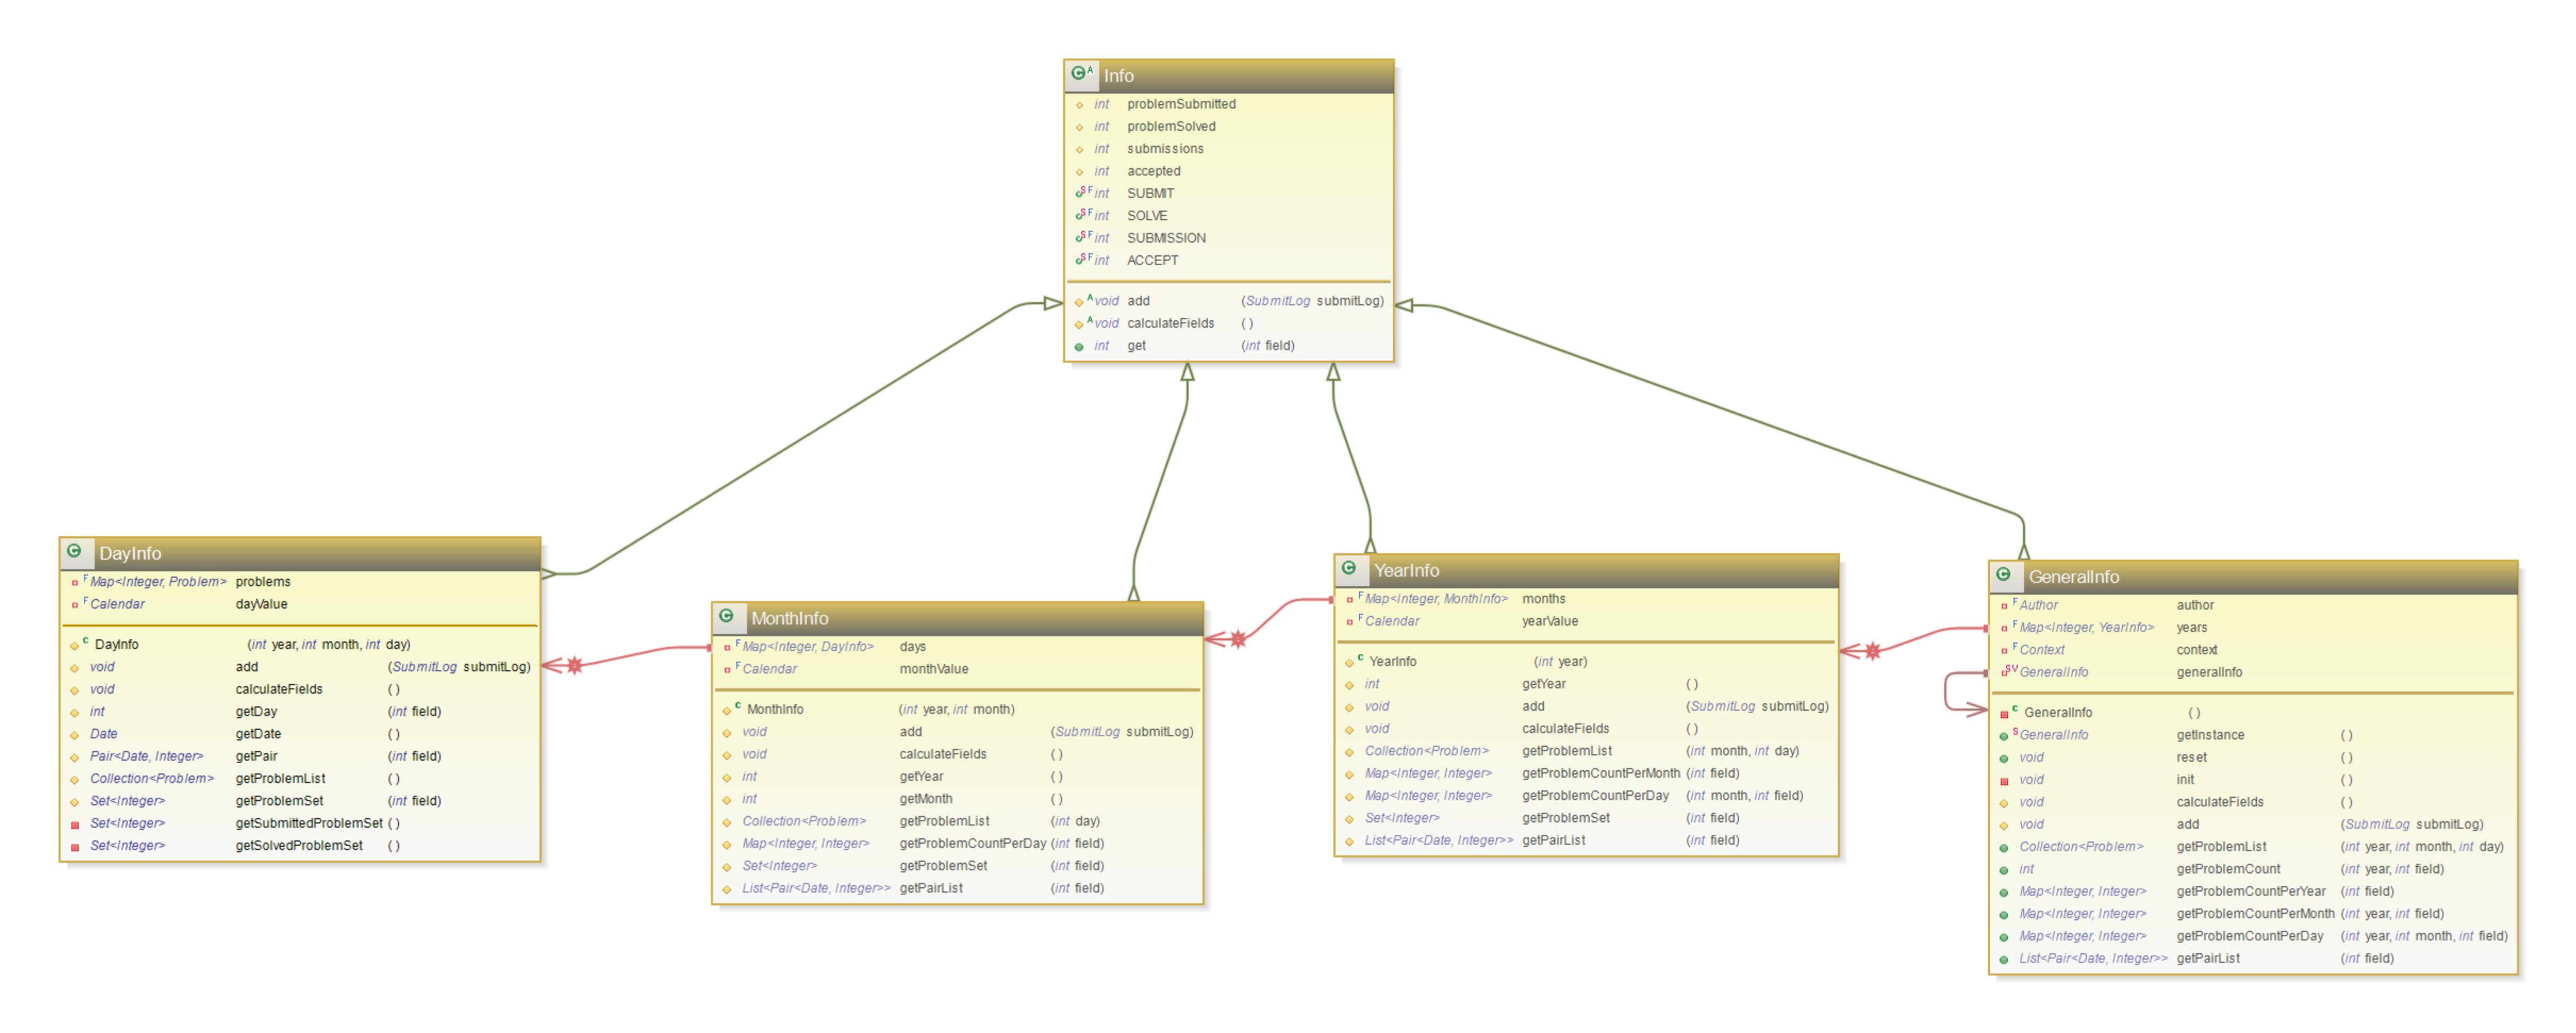 A Info
int problemSubmitted
int problemSolved
int submissions
int accepted
S F int SUBMIT
S F int SOLVE
S F int SUBMISSION
S F int ACCEPT
A void add (SubmitLog submitLog)
A void calculateFields ( )
int get (int field)
C DayInfo
F Map<Integer, Problem> problems
F Calendar dayValue
c DayInfo (int year, int month, int day)
void add (SubmitLog submitLog)
void calculateFields ( )
int getDay (int field)
Date getDate ( )
Pair<Date, Integer> getPair (int field)
Collection<Problem> getProblemList ( )
Set<Integer> getProblemSet (int field)
Set<Integer> getSubmittedProblemSet ( )
Set<Integer> getSolvedProblemSet ( )
C MonthInfo
F Map<Integer, DayInfo> days
F Calendar monthValue
c MonthInfo (int year, int month)
void add (SubmitLog submitLog)
void calculateFields ( )
int getYear ( )
int getMonth ( )
Collection<Problem> getProblemList (int day)
Map<Integer, Integer> getProblemCountPerDay (int field)
Set<Integer> getProblemSet (int field)
List<Pair<Date, Integer>> getPairList (int field)
C YearInfo
F Map<Integer, MonthInfo> months
F Calendar yearValue
c YearInfo (int year)
int getYear ( )
void add (SubmitLog submitLog)
void calculateFields ( )
Collection<Problem> getProblemList (int month, int day)
Map<Integer, Integer> getProblemCountPerMonth (int field)
Map<Integer, Integer> getProblemCountPerDay (int month, int field)
Set<Integer> getProblemSet (int field)
List<Pair<Date, Integer>> getPairList (int field)
C GeneralInfo
F Author author
F Map<Integer, YearInfo> years
F Context context
S V GeneralInfo generalInfo
c GeneralInfo ( )
S GeneralInfo getInstance ( )
void reset ( )
void init ( )
void calculateFields ( )
void add (SubmitLog submitLog)
Collection<Problem> getProblemList (int year, int month, int day)
int getProblemCount (int year, int field)
Map<Integer, Integer> getProblemCountPerYear (int field)
Map<Integer, Integer> getProblemCountPerMonth (int year, int field)
Map<Integer, Integer> getProblemCountPerDay (int year, int month, int field)
List<Pair<Date, Integer>> getPairList (int field)